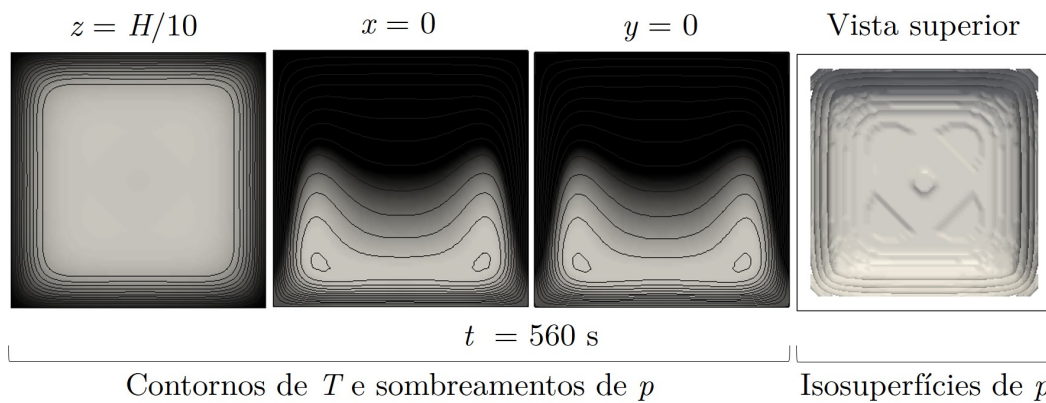 z = H/10 x = 0 y = 0 Vista superior
t = 560 s
Contornos de T e sombreamentos de p Isosuperfícies de p